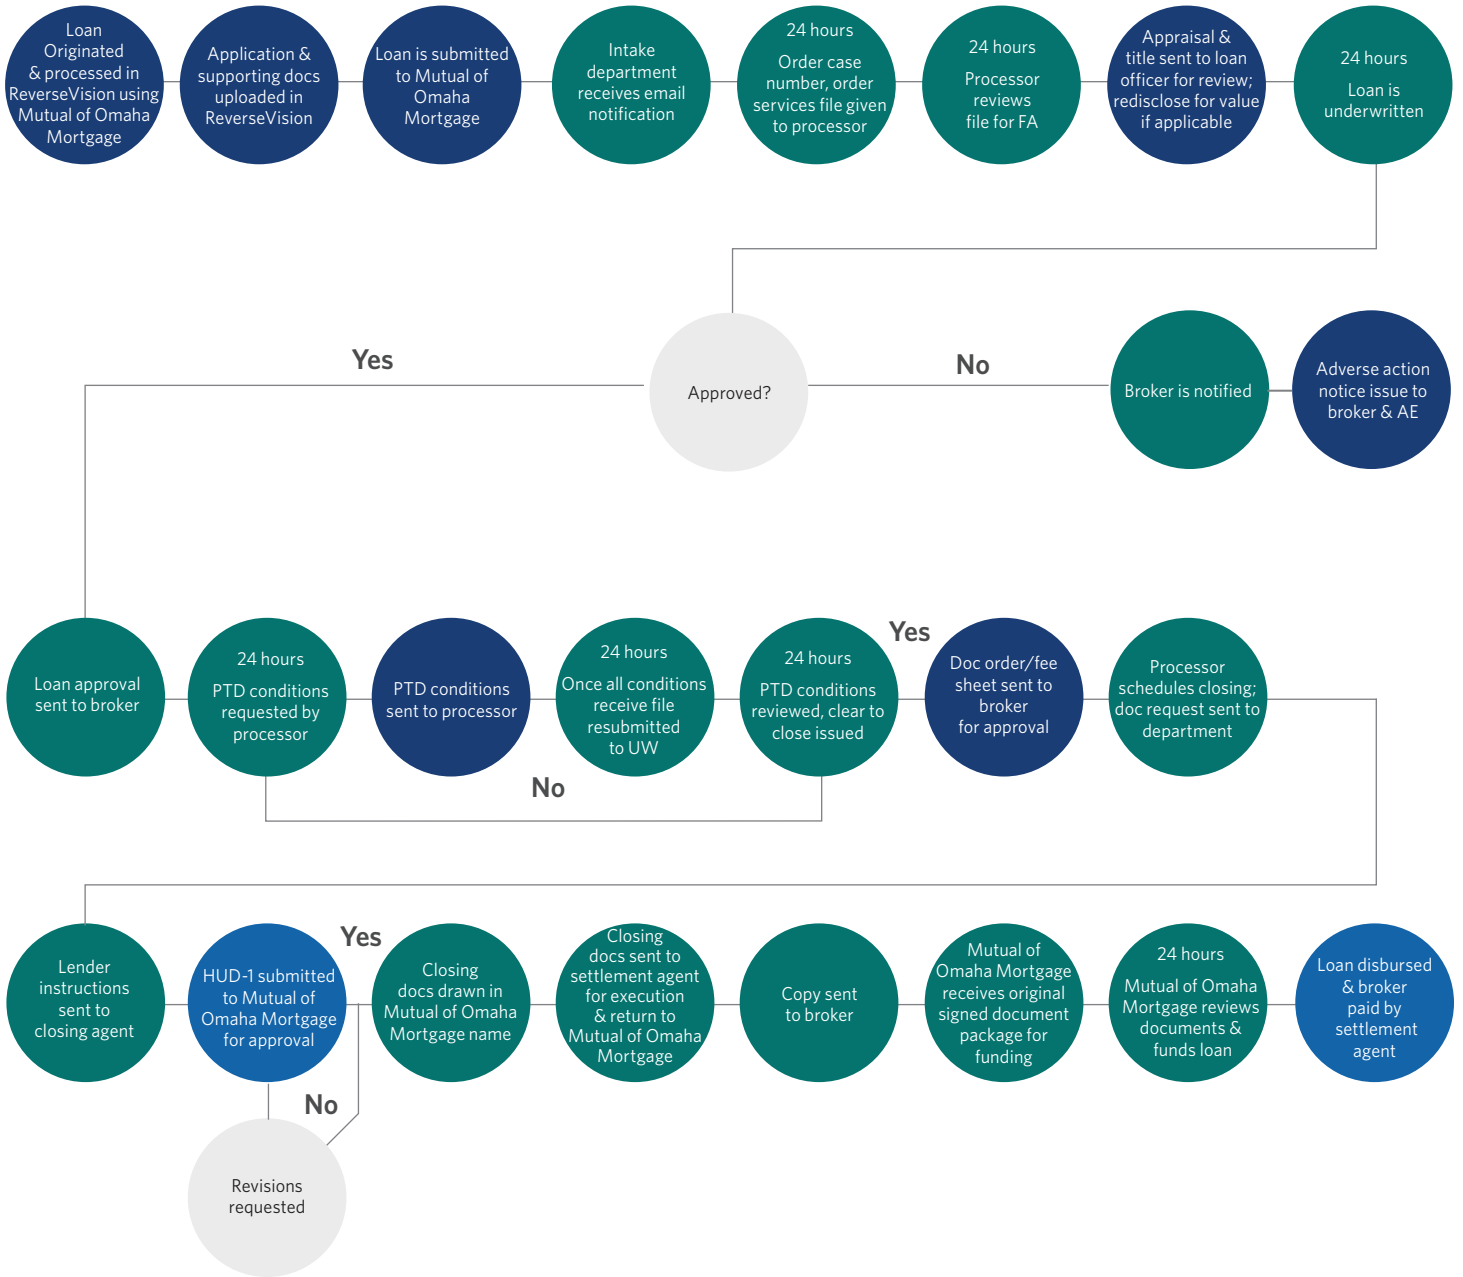 Loan
Originated
& processed in
ReverseVision using
Mutual of Omaha
Mortgage
Application &
supporting docs
uploaded in
ReverseVision
Loan is submitted
to Mutual of
Omaha
Mortgage
Intake
department
receives email
notification
24 hours
Order case
number, order
services file given
to processor
24 hours
Processor
reviews
file for FA
Appraisal &
title sent to loan
officer for review;
redisclose for value
if applicable
24 hours
Loan is
underwritten
Yes
Approved?
No
Broker is notified
Adverse action
notice issue to
broker & AE
Loan approval
sent to broker
24 hours
PTD conditions
requested by
processor
PTD conditions
sent to processor
24 hours
Once all conditions
receive file
resubmitted
to UW
24 hours
PTD conditions
reviewed, clear to
close issued
Yes
Doc order/fee
sheet sent to
broker
for approval
Processor
schedules closing;
doc request sent to
department
No
Lender
instructions
sent to
closing agent
HUD-1 submitted
to Mutual of
Omaha Mortgage
for approval
Yes
Closing
docs drawn in
Mutual of Omaha
Mortgage name
Closing
docs sent to
settlement agent
for execution
& return to
Mutual of Omaha
Mortgage
Copy sent
to broker
Mutual of
Omaha Mortgage
receives original
signed document
package for
funding
24 hours
Mutual of Omaha
Mortgage reviews
documents &
funds loan
Loan disbursed
& broker
paid by
settlement
agent
No
Revisions
requested